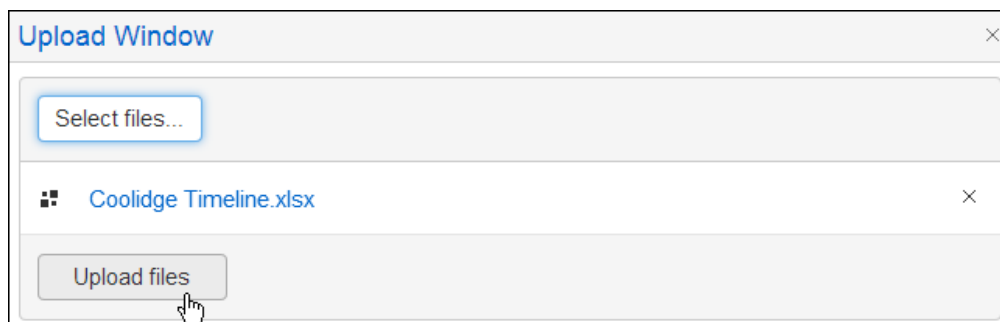 Upload Window
Select files...
Coolidge Timeline.xlsx
Upload files